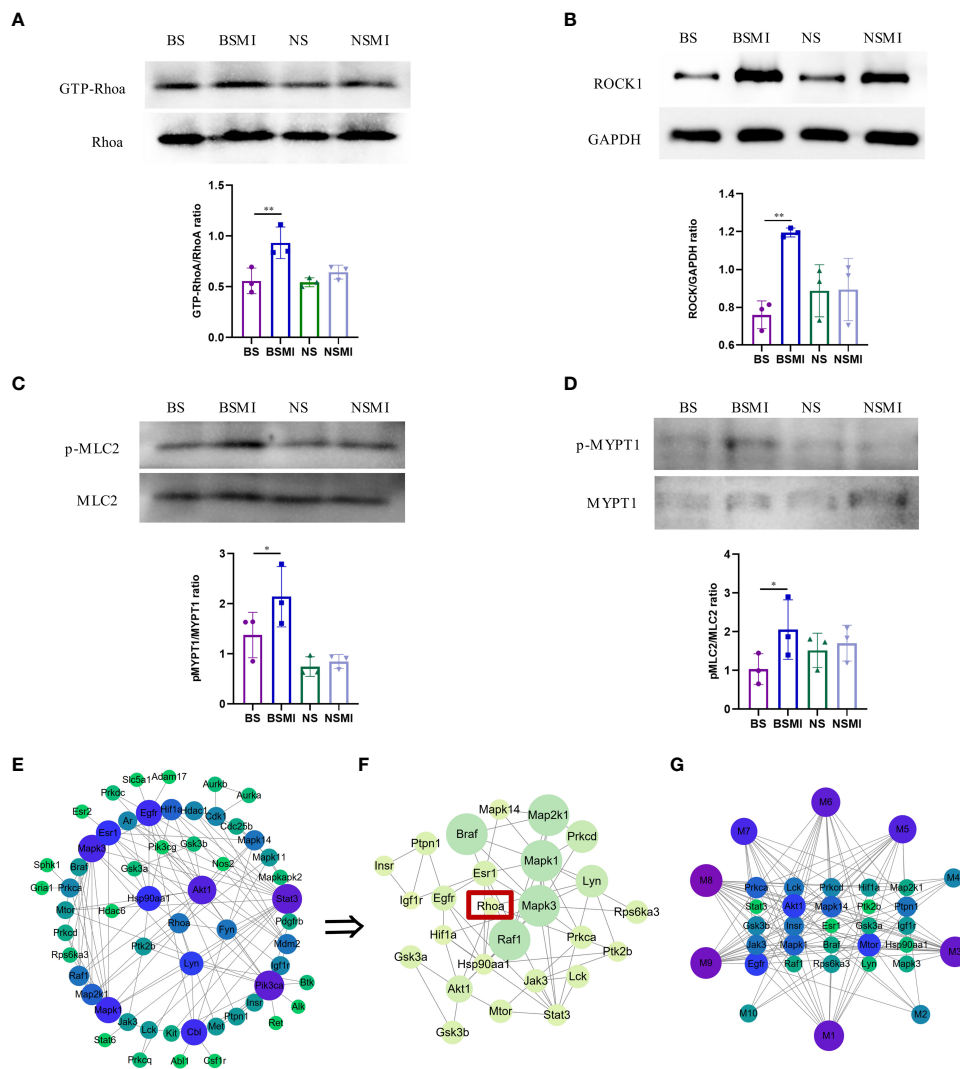 A
BS BSMI NS NSMI
GTP-Rhoa
Rhoa
GTP-RhoA/RhoA ratio
1.5
1.0
0.5
0.0
**
BS BSMI NS NSMI
B
BS BSMI NS NSMI
ROCK1
GAPDH
ROCK/GAPDH ratio
1.4
1.2
1.0
0.8
0.6
**
BS BSMI NS NSMI
C
BS BSMI NS NSMI
p-MLC2
MLC2
pMYPT1/MYPT1 ratio
3
2
1
0
*
BS BSMI NS NSMI
D
BS BSMI NS NSMI
p-MYPT1
MYPT1
pMLC2/MLC2 ratio
4
3
2
1
0
*
BS BSMI NS NSMI
E
Slc5a1 Adam17
Prkdc Aurkb
Aurka
Esr2 Egfr Hif1a Hdac1
Ar Cdk1
Esr1 Cdc25b
Mapk3 Pik3cg Gsk3b Mapk14
Nos2
Braf Gsk3a Mapk11
Sphk1
Gria1 Prkca Akt1 Mapkapk2
Hsp90aa1 Stat3
Mtor Hdac6 Pdgfrb
Rhoa Fyn
Prkcd Ptk2b Mdm2
Rps6ka3
Raf1 Lyn Igf1r
Map2k1 Pik3ca Btk
Mapk1 Insr Alk
Jak3 Ptpn1
Lck Kit Cbl Met Ret
Stat6
Prkcq Abl1 Csf1r
F
Mapk14 Map2k1
Braf Prkcd
Ptpn1
Insr Esr1 Mapk1
Lyn
Igf1r Egfr Rhoa Mapk3 Rps6ka3
Hif1a Raf1 Prkca
Gsk3a Hsp90aa1 Ptk2b
Akt1 Jak3 Lck
Mtor Stat3
Gsk3b
G
M6
M7 M5
M8 M4
Prkca Lck Prkcd Hif1a Map2k1
Stat3 Akt1 Mapk14 Ptk2b Ptpn1
Gsk3b Insr Esr1 Gsk3a Igf1r
Jak3 Mapk1 Braf Mtor Hsp90aa1
M9 M3
Egfr Raf1 Rps6ka3 Lyn Mapk3
M10 M2
M1